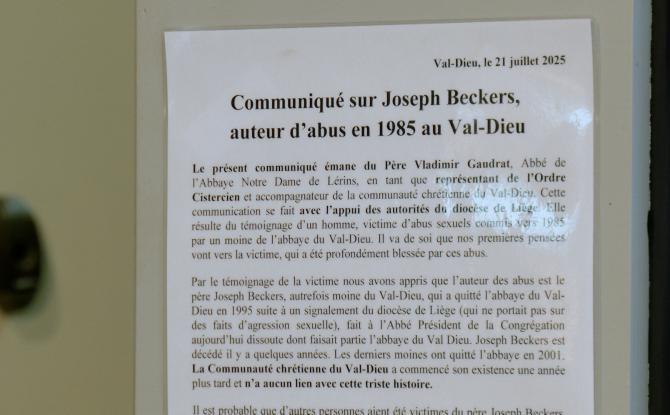 Val-Dieu, le 21 juillet 2025
Communiqué sur Joseph Beckers,
auteur d'abus en 1985 au Val-Dieu
Le présent communiqué émane du Père Vladimir Gaudrat, Abbé de
l'Abbaye Notre Dame de Lérins, en tant que représentant de l'Ordre
Cistercien et accompagnateur de la communauté chrétienne du Val-Dieu. Cette
communication se fait avec l'appui des autorités du diocèse de Liège. Elle
résulte du témoignage d'un homme, victime d'abus sexuels commis vers 1985
par un moine de l'abbaye du Val-Dieu. Il va de soi que nos premières pensées
vont vers la victime, qui a été profondément blessée par ces abus.
Par le témoignage de la victime nous avons appris que l'auteur des abus est le
père Joseph Beckers, autrefois moine du Val-Dieu, qui a quitté l'abbaye du Val-
Dieu en 1995 suite à un signalement du diocèse de Liège (qui ne portait pas sur
des faits d'agression sexuelle), fait à l'Abbé Président de la Congrégation
aujourd'hui dissoute dont faisait partie l'abbaye du Val Dieu. Joseph Beckers est
décédé il y a quelques années. Les derniers moines ont quitté l'abbaye en 2001.
La Communauté chrétienne du Val-Dieu a commencé son existence une année
plus tard et n'a aucun lien avec cette triste histoire.
Il est probable que d'autres personnes aient été victimes du père Joseph Beckers